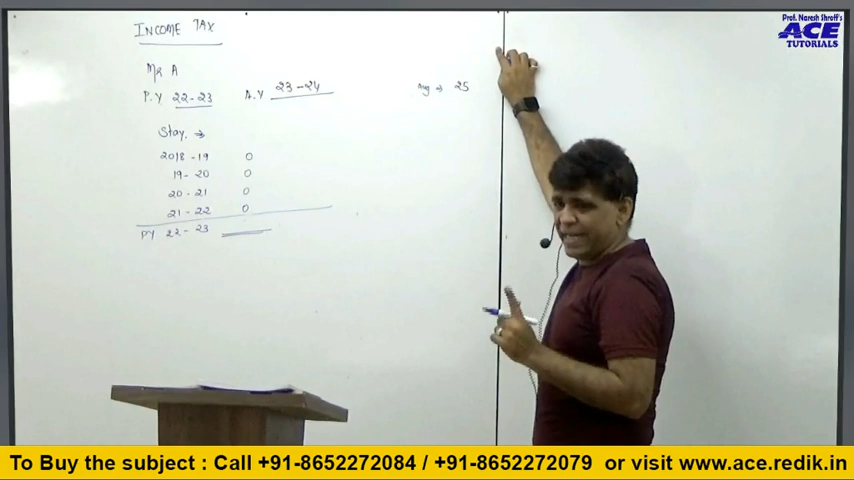 INCOME TAX
Mr A
P.Y 22-23 A.Y 23-24
Aug → 25
Stay. →
2018-19 0
19-20 0
20-21 0
21-22 0
PY 22-23
Prof. Naresh Shroff's
ACE
TUTORIALS
To Buy the subject : Call +91-8652272084 / +91-8652272079 or visit www.ace.redik.in